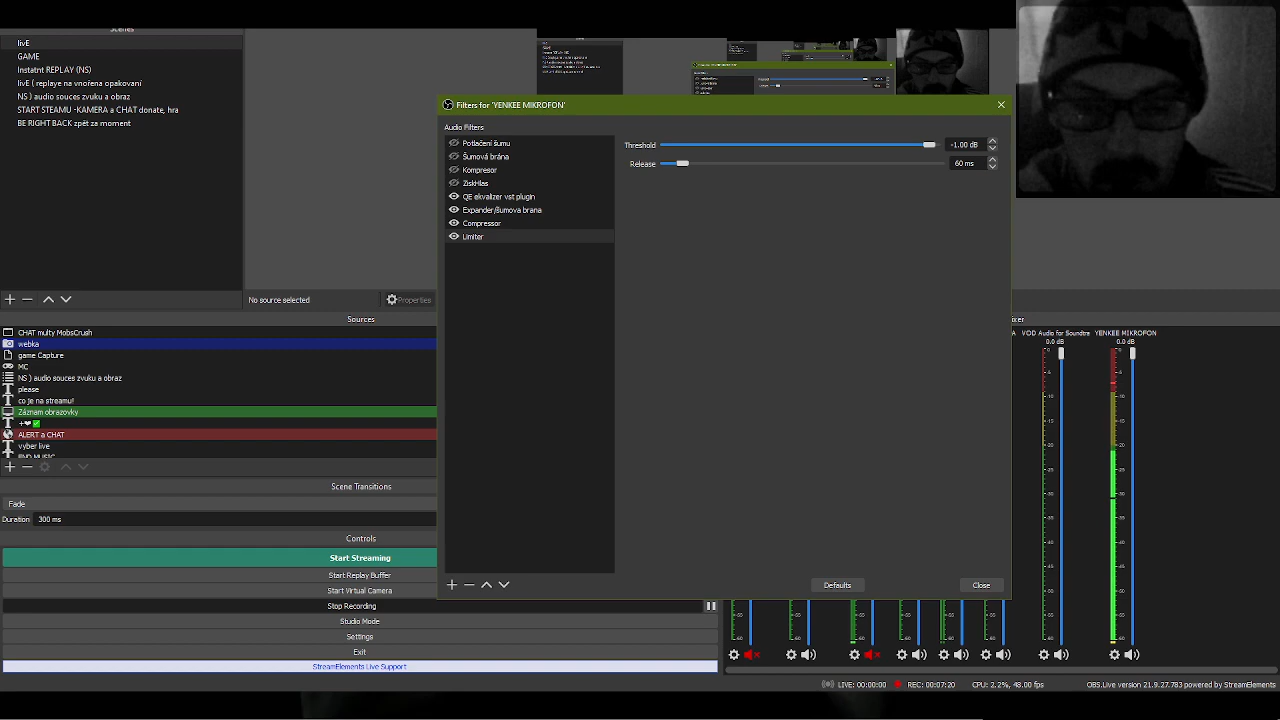 Scenes
livE
GAME
Instatnt REPLAY (NS)
livE ( replaye na vnořena opakovaní
NS ) audio souces zvuku a obraz
START STEAMU +KAMERA a CHAT donate, hra
BE RIGHT BACK zpět za moment
Filters for 'YENKEE MIKROFON'
Audio Filters
Potlačení šumu
Šumová brána
Kompresor
ZiskHlas
QE ekvalizer vst plugin
Expander/šumova brana
Compressor
Limiter
Threshold
-1.00 dB
Release
60 ms
Defaults
Close
No source selected
Properties
Sources
CHAT multy MobsCrush
webka
game Capture
MC
NS ) audio souces zvuku a obraz
please
co je na streamu!
Záznam obrazovky
ALERT a CHAT
vyber live
END MUSIC
Scene Transitions
Fade
Duration 300 ms
Controls
Start Streaming
Start Replay Buffer
Start Virtual Camera
Stop Recording
Studio Mode
Settings
Exit
StreamElements Live Support
ixer
A VOD Audio for Soundtra YENKEE MIKROFON
0.0 dB 0.0 dB
LIVE: 00:00:00 REC: 00:07:20 CPU: 2.2%, 48.00 fps OBS.Live version 21.9.27.783 powered by StreamElements